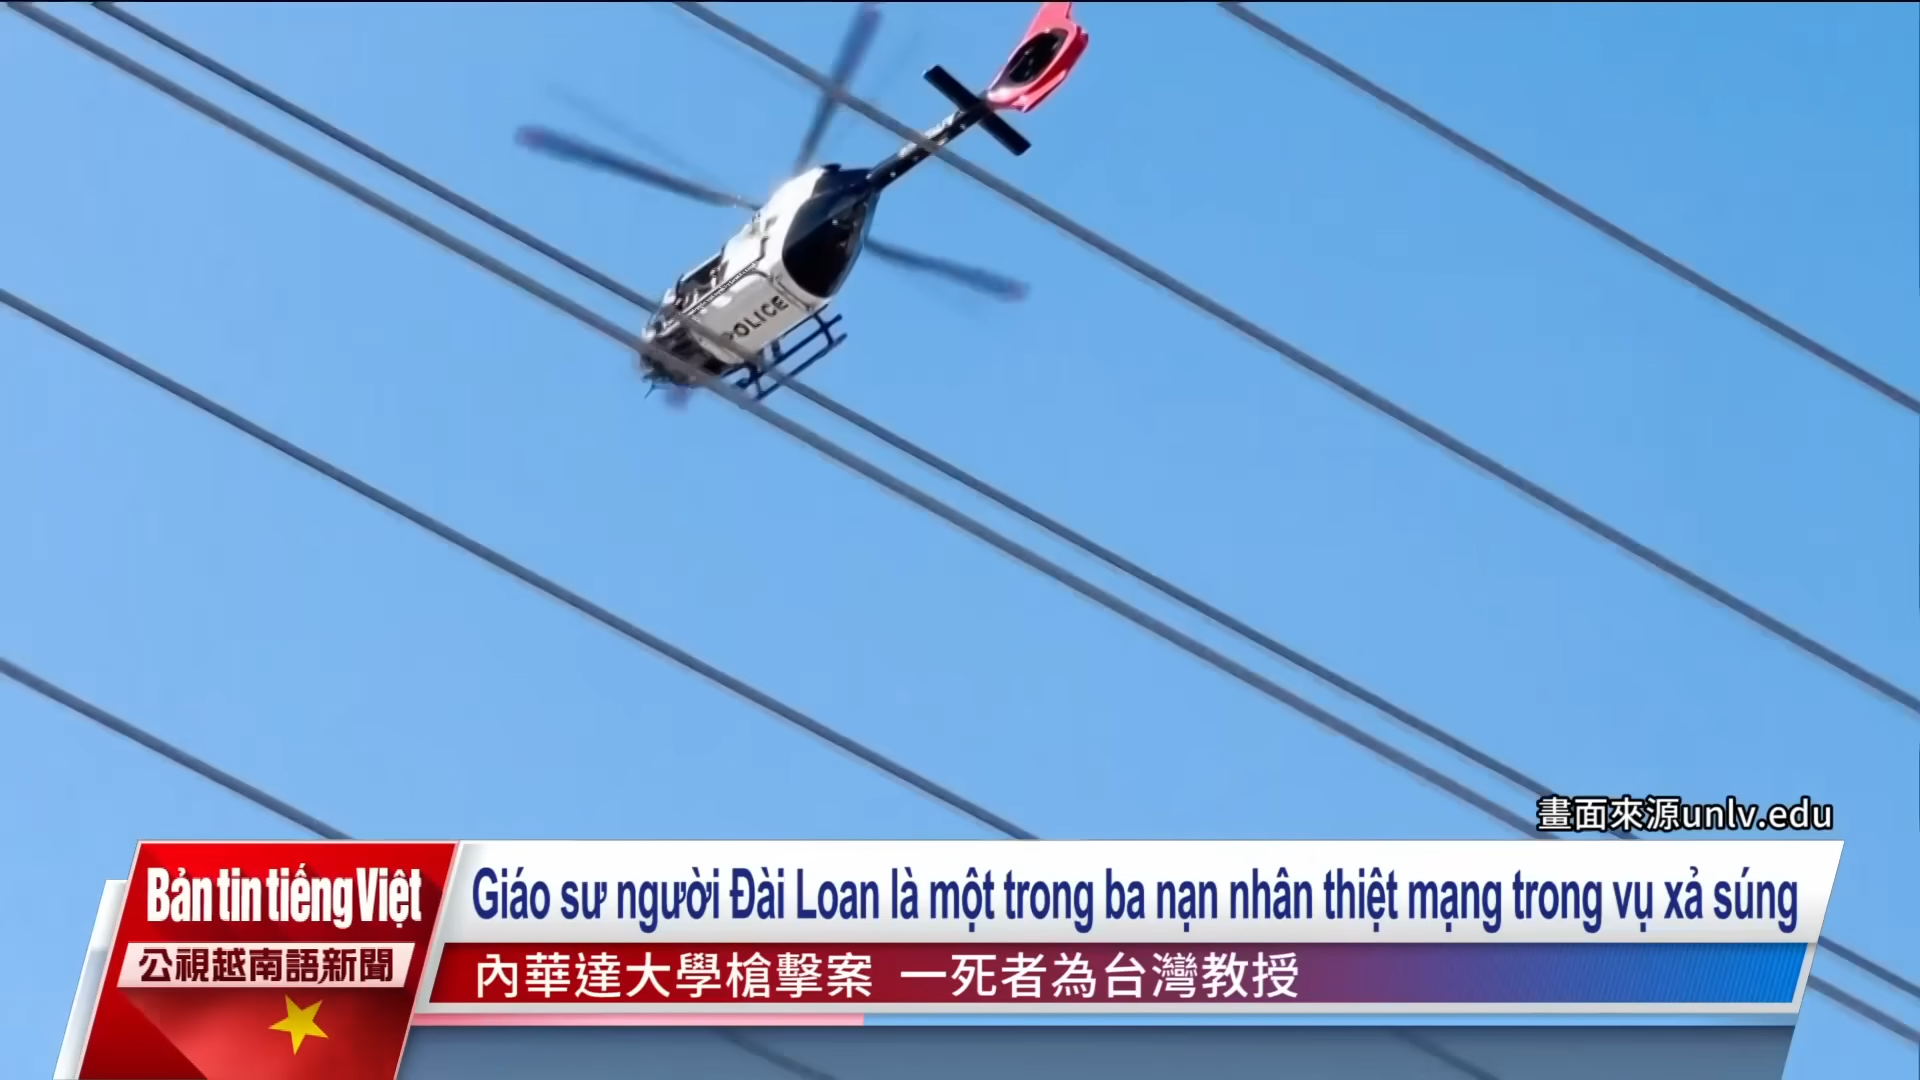 POLICE
畫面來源unlv.edu
Bản tin tiếng Việt
公視越南語新聞
Giáo sư người Đài Loan là một trong ba nạn nhân thiệt mạng trong vụ xả súng
內華達大學槍擊案 一死者為台灣教授